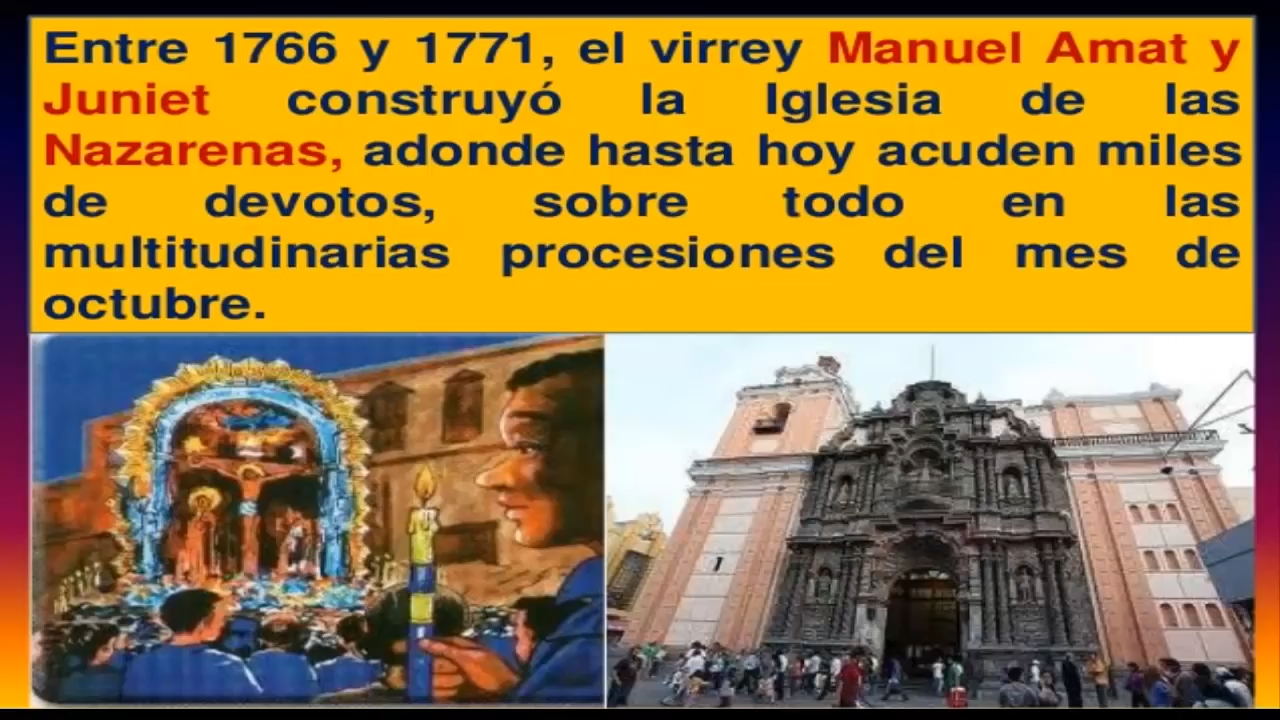 Entre 1766 y 1771, el virrey Manuel Amat y
Juniet construyó la Iglesia de las
Nazarenas, adonde hasta hoy acuden miles
de devotos, sobre todo en las
multitudinarias procesiones del mes de
octubre.